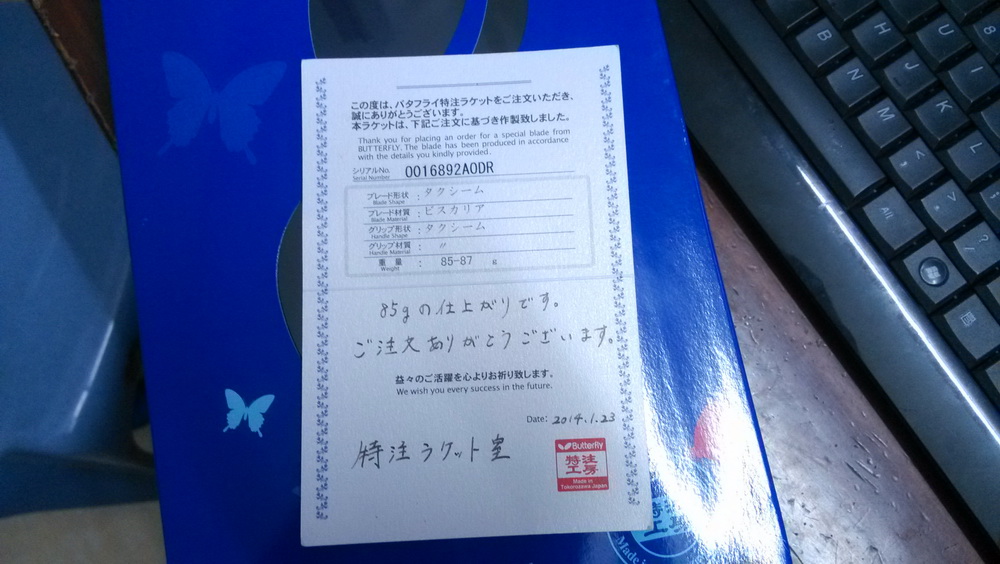 この度は、バタフライ特注ラケットをご注文いただき、
誠にありがとうございます。
本ラケットは、下記ご注文に基づき作製致しました。
Thank you for placing an order for a special blade from
BUTTERFLY. The blade has been produced in accordance
with the details you kindly provided.
シリアルNo. 0016892AODR
Serial Number
ブレード形状 : タクシーム
Blade Shape
ブレード材質 : ビスカリア
Blade Material
グリップ形状 : タクシーム
Handle Shape
グリップ材質 : 〃
Handle Material
重量 : 85-87 g
Weight
85gの仕上がりです。
ご注文ありがとうございます。
益々のご活躍を心よりお祈り致します。
We wish you every success in the future.
Date: 2014.1.23
特注ラケット室
Butterfly
特注
工房
Made in
Tokorozawa Japan
Made
B
H
U
8
N
J
I
M
K
<
L
Alt
>
?
/